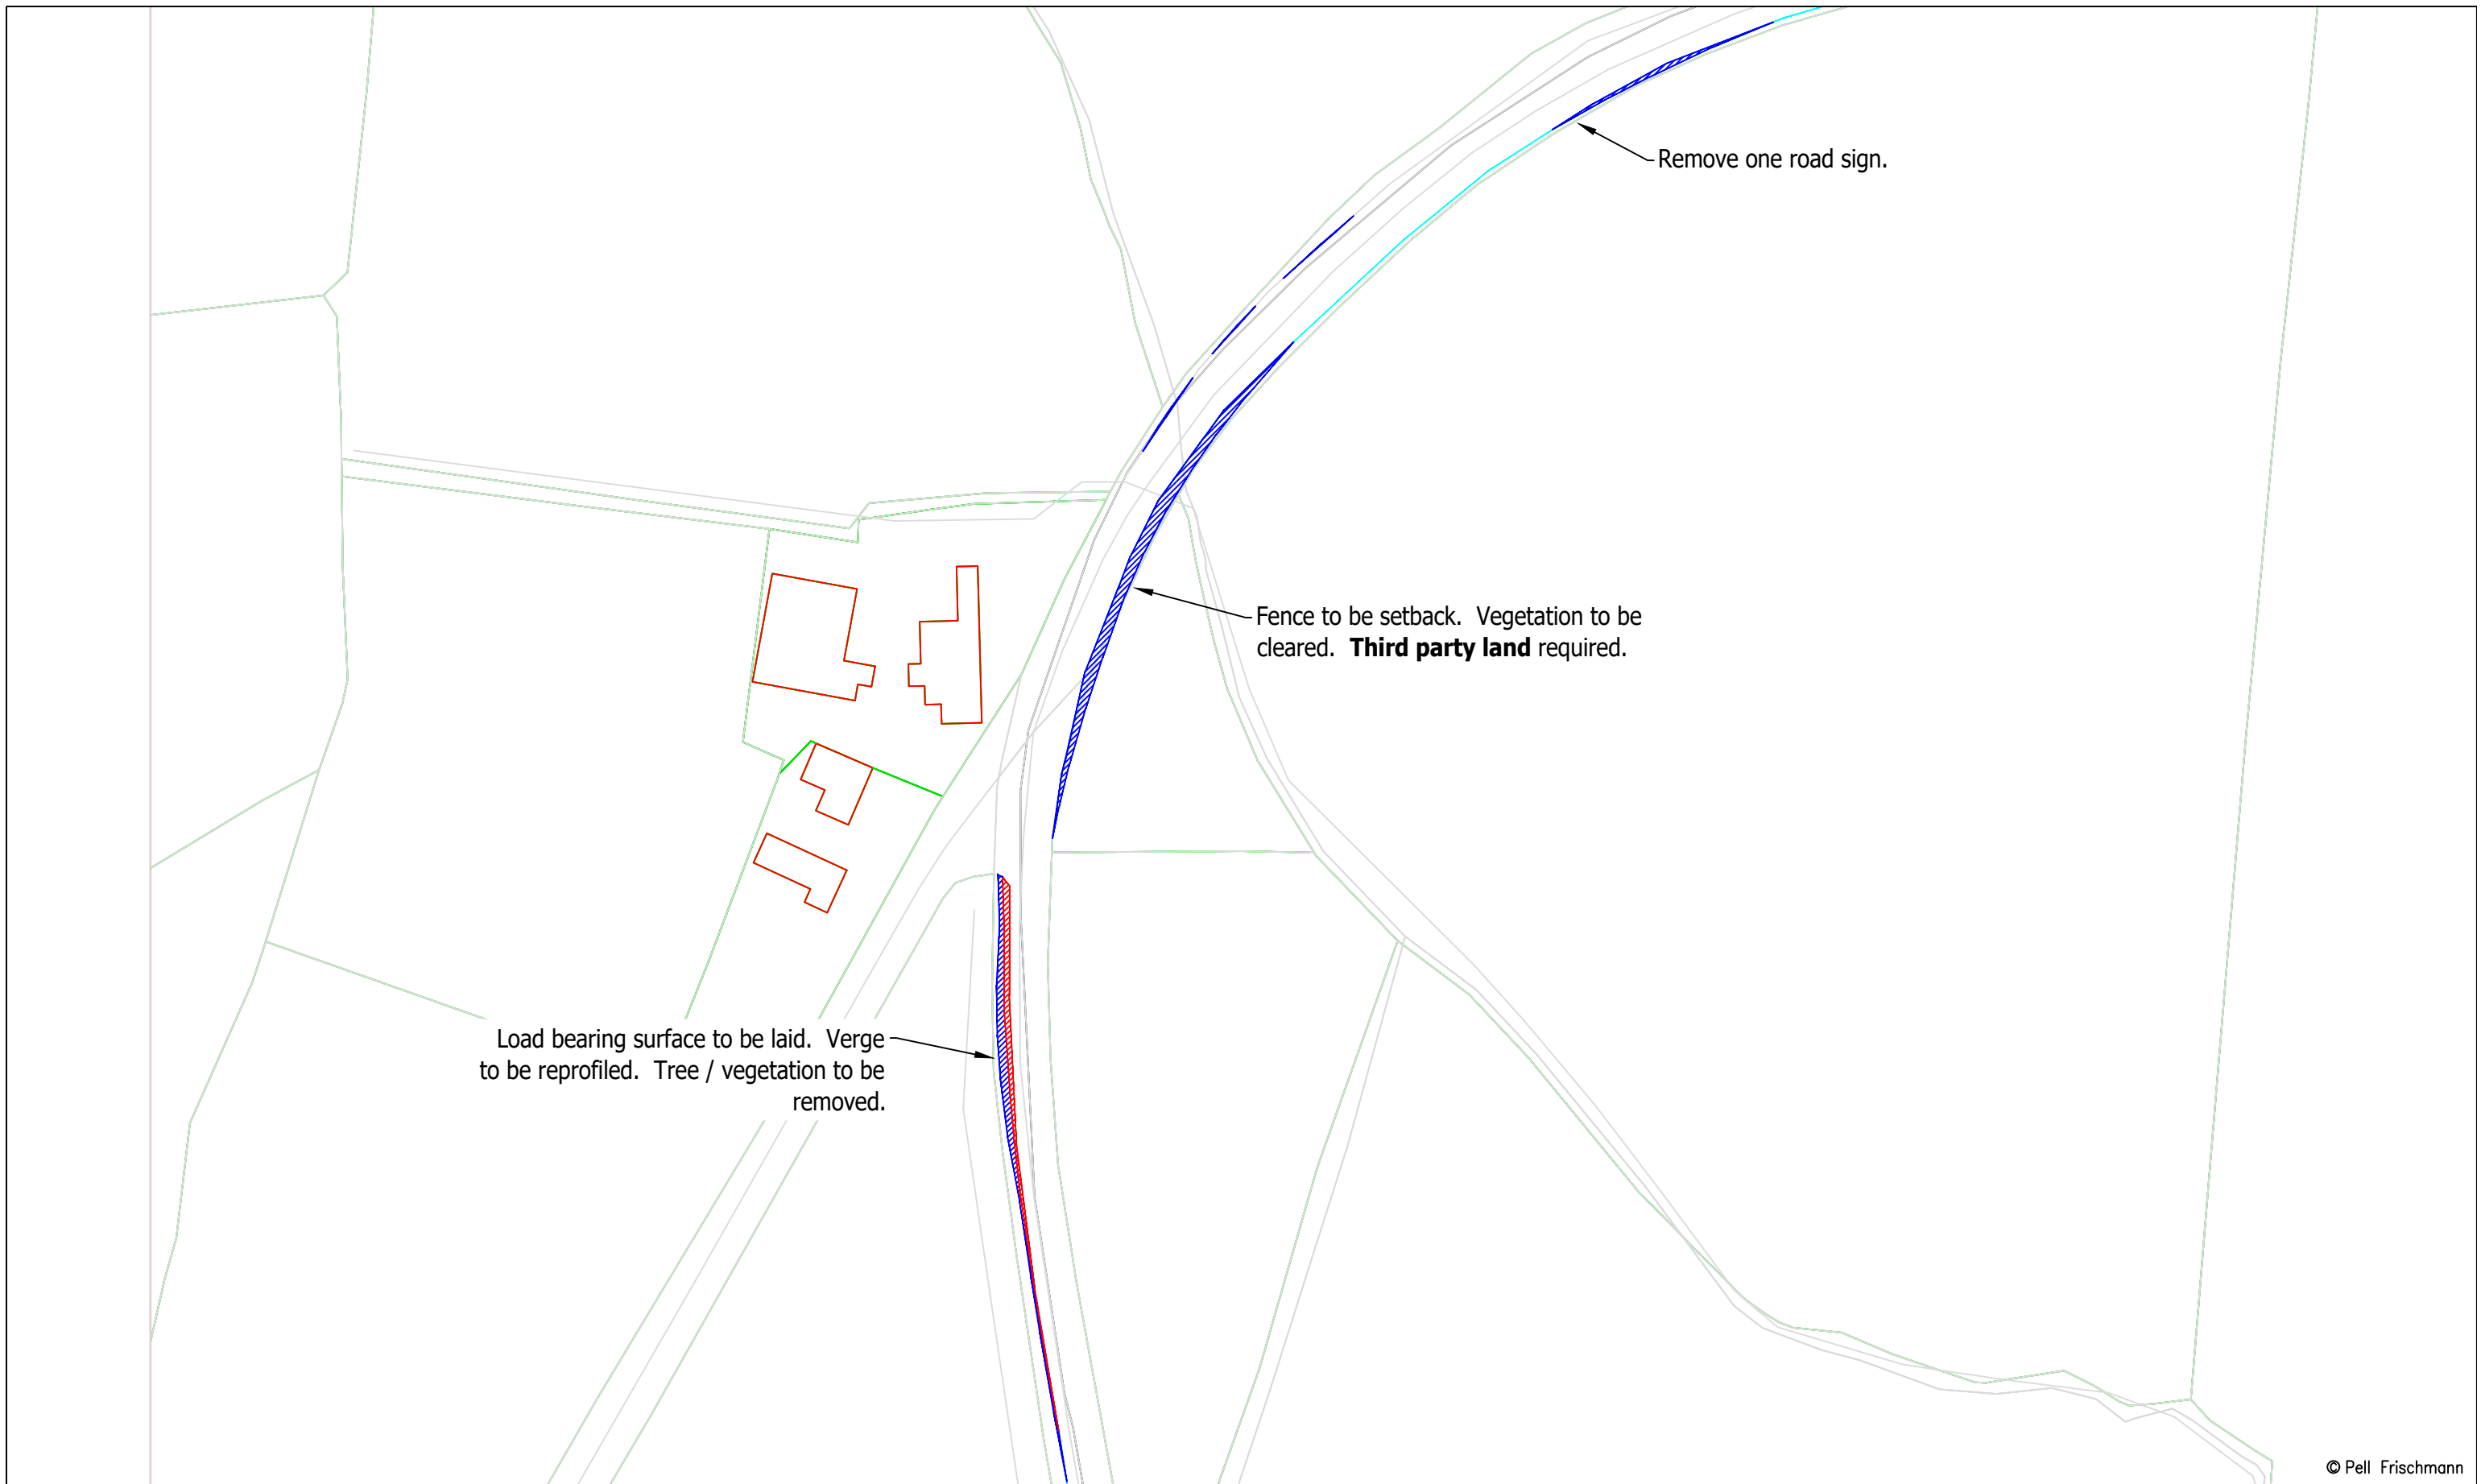 Remove one road sign.
Fence to be setback. Vegetation to be
cleared. Third party land required.
Load bearing surface to be laid. Verge
to be reprofiled. Tree / vegetation to be
removed.
© Pell Frischmann